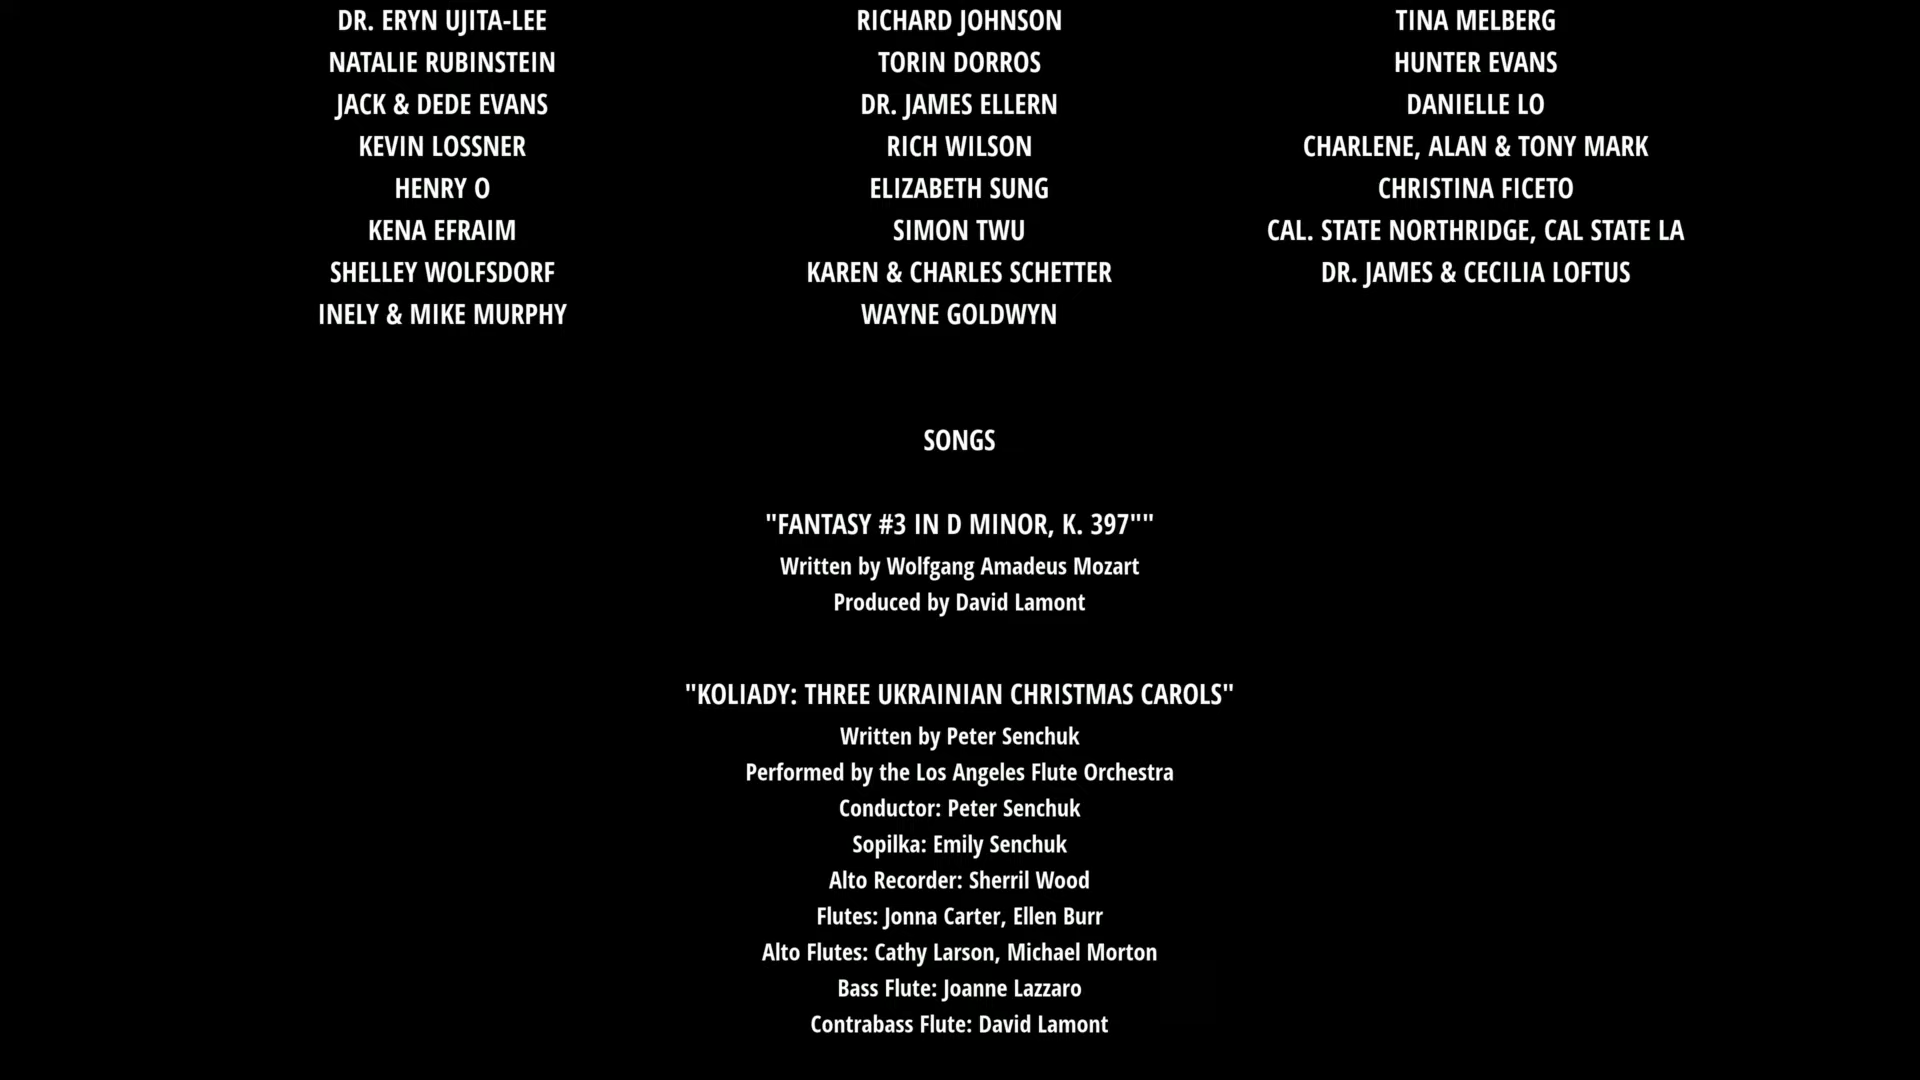 DR. ERYN UJITA-LEE RICHARD JOHNSON TINA MELBERG
NATALIE RUBINSTEIN TORIN DORROS HUNTER EVANS
JACK & DEDE EVANS DR. JAMES ELLERN DANIELLE LO
KEVIN LOSSNER RICH WILSON CHARLENE, ALAN & TONY MARK
HENRY O ELIZABETH SUNG CHRISTINA FICETO
KENA EFRAIM SIMON TWU CAL. STATE NORTHRIDGE, CAL STATE LA
SHELLEY WOLFSDORF KAREN & CHARLES SCHETTER DR. JAMES & CECILIA LOFTUS
INELY & MIKE MURPHY WAYNE GOLDWYN
SONGS
"FANTASY #3 IN D MINOR, K. 397""
Written by Wolfgang Amadeus Mozart
Produced by David Lamont
"KOLIADY: THREE UKRAINIAN CHRISTMAS CAROLS"
Written by Peter Senchuk
Performed by the Los Angeles Flute Orchestra
Conductor: Peter Senchuk
Sopilka: Emily Senchuk
Alto Recorder: Sherril Wood
Flutes: Jonna Carter, Ellen Burr
Alto Flutes: Cathy Larson, Michael Morton
Bass Flute: Joanne Lazzaro
Contrabass Flute: David Lamont